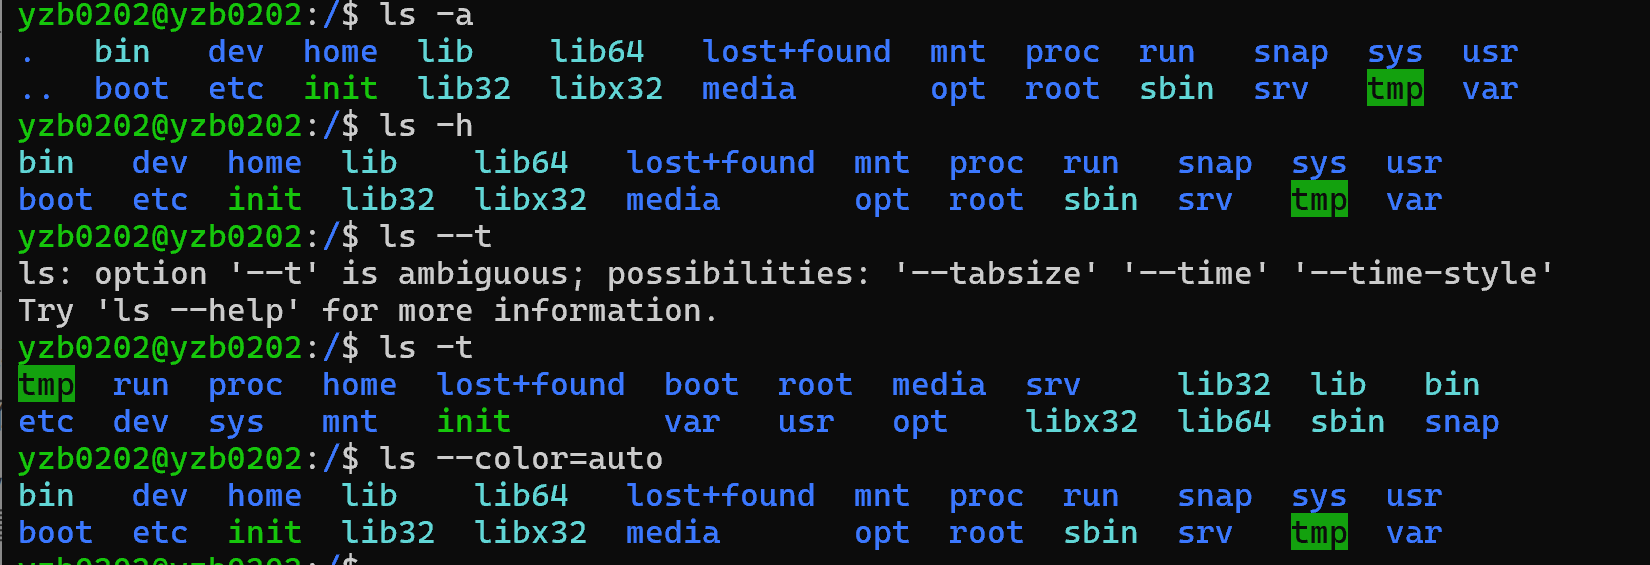 yzb0202@yzb0202:/$ ls -a
.   bin   dev  home  lib    lib64   lost+found  mnt  proc  run   snap  sys  usr
..  boot  etc  init  lib32  libx32  media       opt  root  sbin  srv   tmp  var
yzb0202@yzb0202:/$ ls -h
bin   dev  home  lib    lib64   lost+found  mnt  proc  run   snap  sys  usr
boot  etc  init  lib32  libx32  media       opt  root  sbin  srv   tmp  var
yzb0202@yzb0202:/$ ls --t
ls: option '--t' is ambiguous; possibilities: '--tabsize' '--time' '--time-style'
Try 'ls --help' for more information.
yzb0202@yzb0202:/$ ls -t
tmp  run  proc  home  lost+found  boot  root  media  srv     lib32  lib   bin
etc  dev  sys   mnt   init        var   usr   opt    libx32  lib64  sbin  snap
yzb0202@yzb0202:/$ ls --color=auto
bin   dev  home  lib    lib64   lost+found  mnt  proc  run   snap  sys  usr
boot  etc  init  lib32  libx32  media       opt  root  sbin  srv   tmp  var
yzb0202@yzb0202:/$